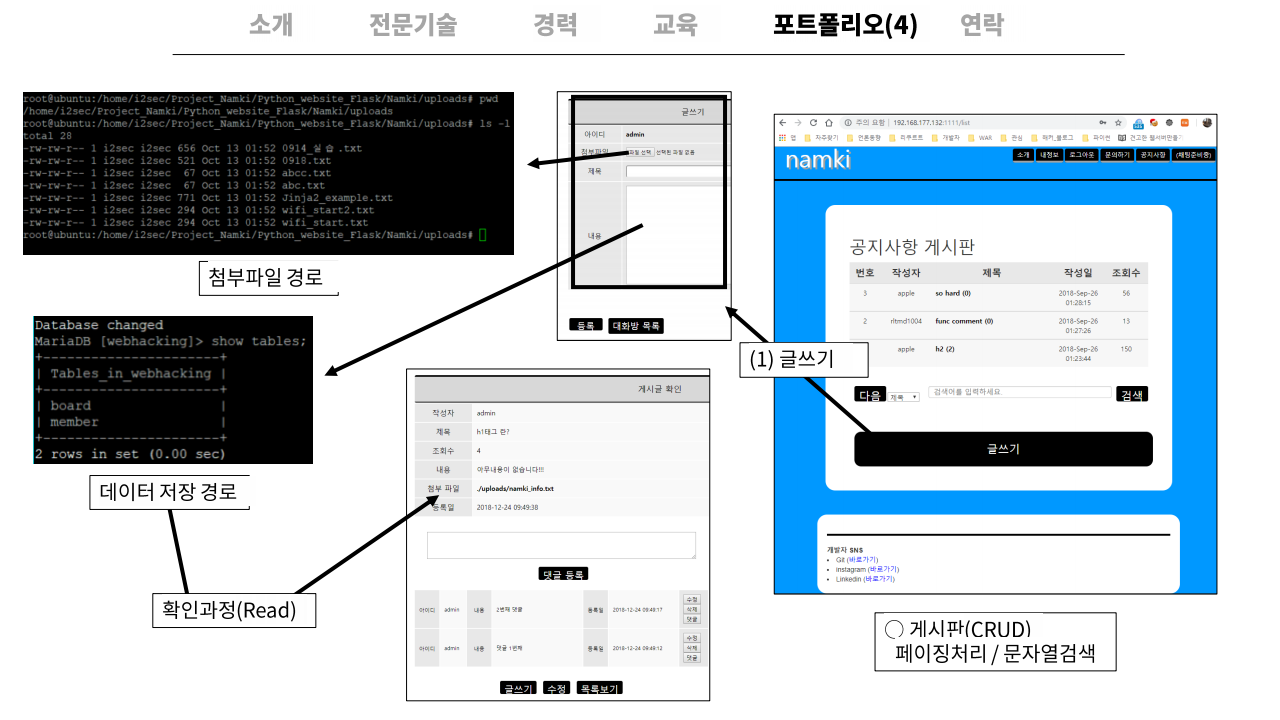 소개 전문기술 경력 교육 포트폴리오(4) 연락
root@ubuntu:/home/i2sec/Project_Namki/Python_website_Flask/Namki/uploads# pwd
/home/i2sec/Project_Namki/Python_website_Flask/Namki/uploads
root@ubuntu:/home/i2sec/Project_Namki/Python_website_Flask/Namki/uploads# ls -l
total 28
-rw-rw-r-- 1 i2sec i2sec 656 Oct 13 01:52 0914_실습.txt
-rw-rw-r-- 1 i2sec i2sec 521 Oct 13 01:52 0918.txt
-rw-rw-r-- 1 i2sec i2sec  67 Oct 13 01:52 abcc.txt
-rw-rw-r-- 1 i2sec i2sec  67 Oct 13 01:52 abc.txt
-rw-rw-r-- 1 i2sec i2sec 771 Oct 13 01:52 Jinja2_example.txt
-rw-rw-r-- 1 i2sec i2sec 294 Oct 13 01:52 wifi_start2.txt
-rw-rw-r-- 1 i2sec i2sec 294 Oct 13 01:52 wifi_start.txt
root@ubuntu:/home/i2sec/Project_Namki/Python_website_Flask/Namki/uploads#
첨부파일 경로
Database changed
MariaDB [webhacking]> show tables;
+----------------------+
| Tables_in_webhacking |
+----------------------+
| board                |
| member               |
+----------------------+
2 rows in set (0.00 sec)
데이터 저장 경로
확인과정(Read)
글쓰기
아이디 admin
첨부파일 파일 선택 선택된 파일 없음
제목
내용
등록 대화방 목록
(1) 글쓰기
게시글 확인
작성자 admin
제목 h1태그 란?
조회수 4
내용 아무내용이 없습니다!!!
첨부 파일 ./uploads/namki_info.txt
등록일 2018-12-24 09:49:38
댓글 등록
아이디 admin 내용 2번째 댓글 등록일 2018-12-24 09:49:17 수정
삭제
댓글
아이디 admin 내용 댓글 1번째 등록일 2018-12-24 09:49:12 수정
삭제
댓글
글쓰기 수정 목록보기
주의 요함 | 192.168.177.132:1111/list
앱 자주찾기 언론동향 리쿠르트 개발자 WAR 관심 해커_블로그 파이썬 견고한 웹서버만들기
namki
소개 내정보 로그아웃 문의하기 공지사항 (채팅준비중)
공지사항 게시판
번호 작성자 제목 작성일 조회수
3 apple so hard (0) 2018-Sep-26 01:28:15 56
2 rltmd1004 func comment (0) 2018-Sep-26 01:27:26 13
apple h2 (2) 2018-Sep-26 01:23:44 150
다음 제목 검색어를 입력하세요. 검색
글쓰기
개발자 SNS
• Git (바로가기)
• instagram (바로가기)
• Linkedin (바로가기)
〇 게시판(CRUD)
페이징처리 / 문자열검색